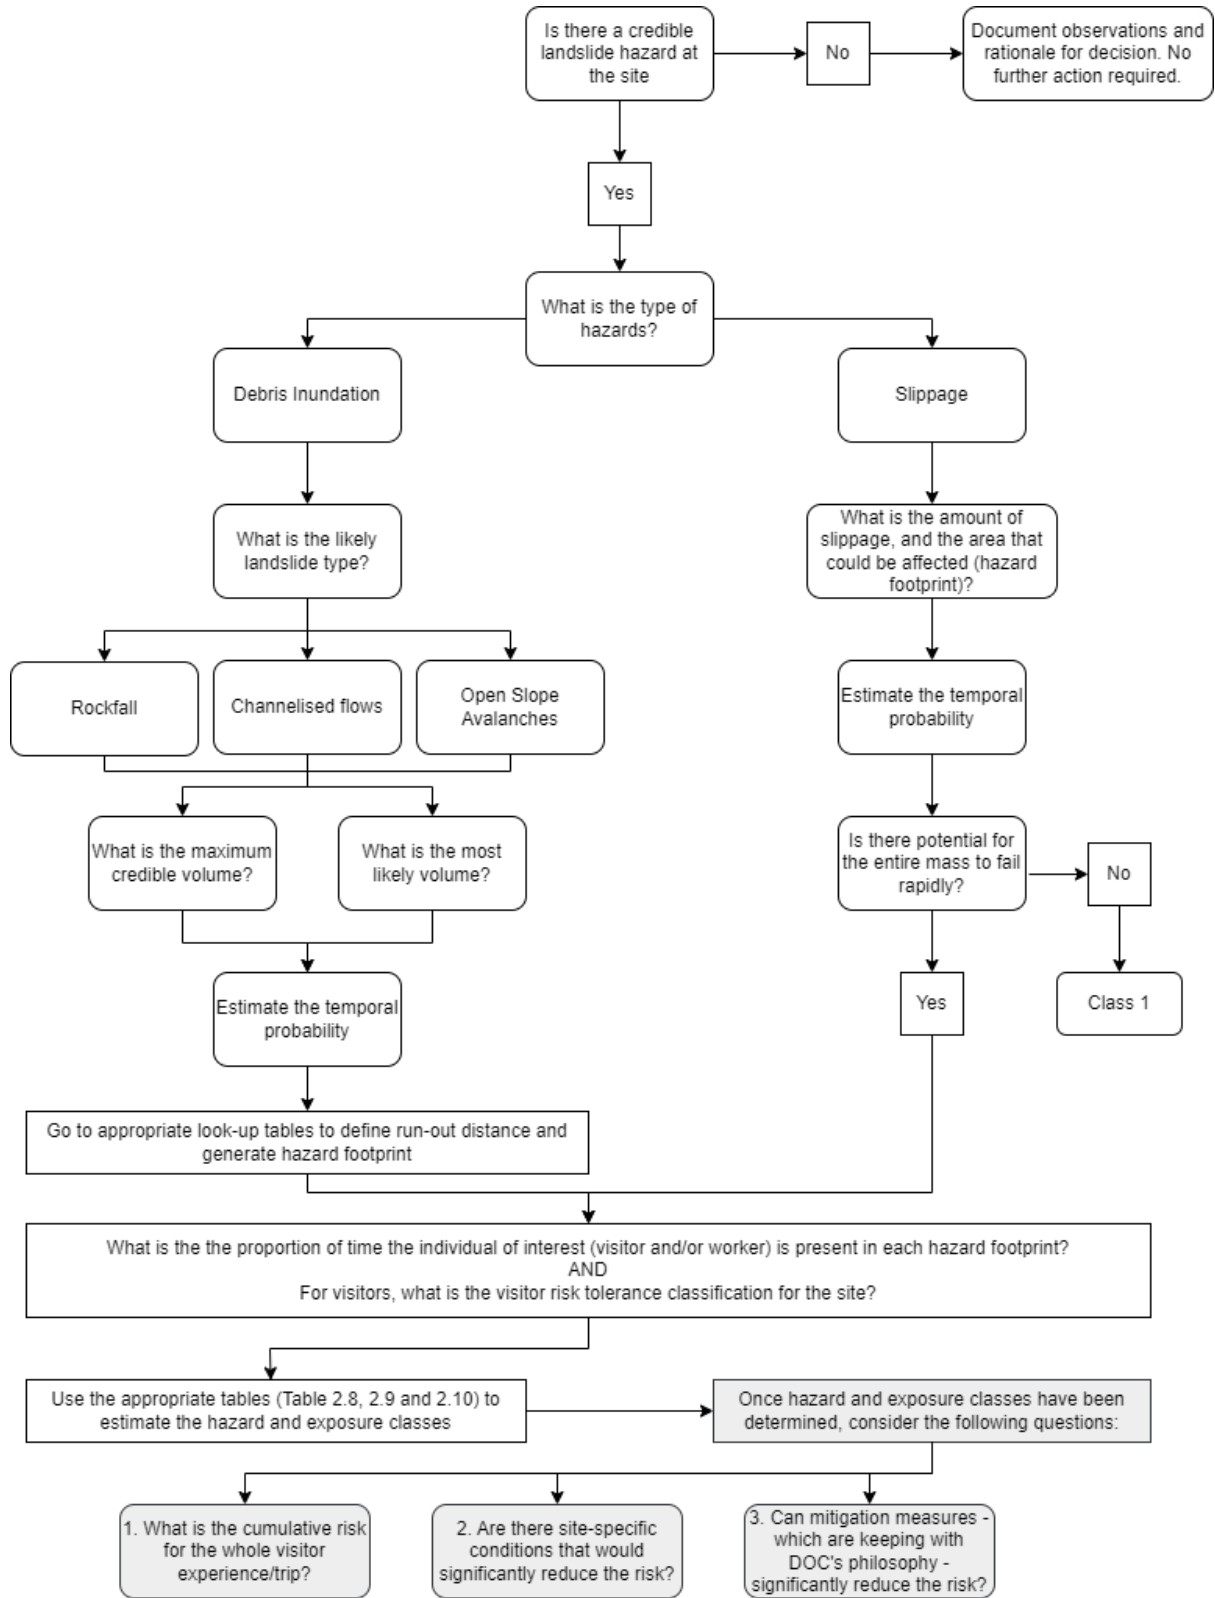 Is there a credible
landslide hazard at
the site
No
Document observations and
rationale for decision. No
further action required.
Yes
What is the type of
hazards?
Debris Inundation
Slippage
What is the likely
landslide type?
What is the amount of
slippage, and the area that
could be affected (hazard
footprint)?
Rockfall
Channelised flows
Open Slope
Avalanches
Estimate the temporal
probability
What is the maximum
credible volume?
What is the most
likely volume?
Is there potential for
the entire mass to fail
rapidly?
No
Estimate the temporal
probability
Yes
Class 1
Go to appropriate look-up tables to define run-out distance and
generate hazard footprint
What is the the proportion of time the individual of interest (visitor and/or worker) is present in each hazard footprint?
AND
For visitors, what is the visitor risk tolerance classification for the site?
Use the appropriate tables (Table 2.8, 2.9 and 2.10) to
estimate the hazard and exposure classes
Once hazard and exposure classes have been
determined, consider the following questions:
1. What is the cumulative risk
for the whole visitor
experience/trip?
2. Are there site-specific
conditions that would
significantly reduce the risk?
3. Can mitigation measures -
which are keeping with
DOC's philosophy -
significantly reduce the risk?